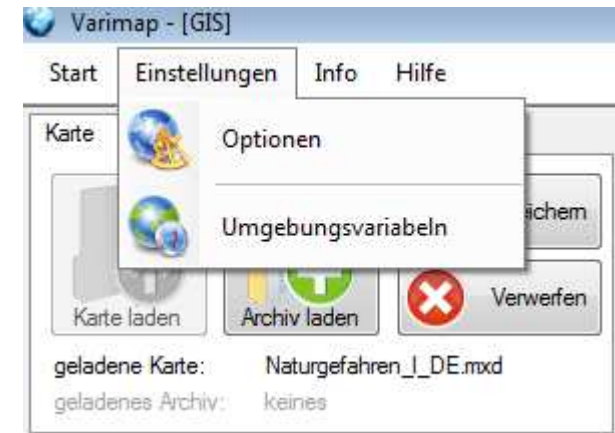 Varimap - [GIS]
Start Einstellungen Info Hilfe
Karte
Optionen
Umgebungsvariabeln
Karte laden
Archiv laden
Verwerfen
geladene Karte: Naturgefahren_I_DE.mxd
geladenes Archiv: keines